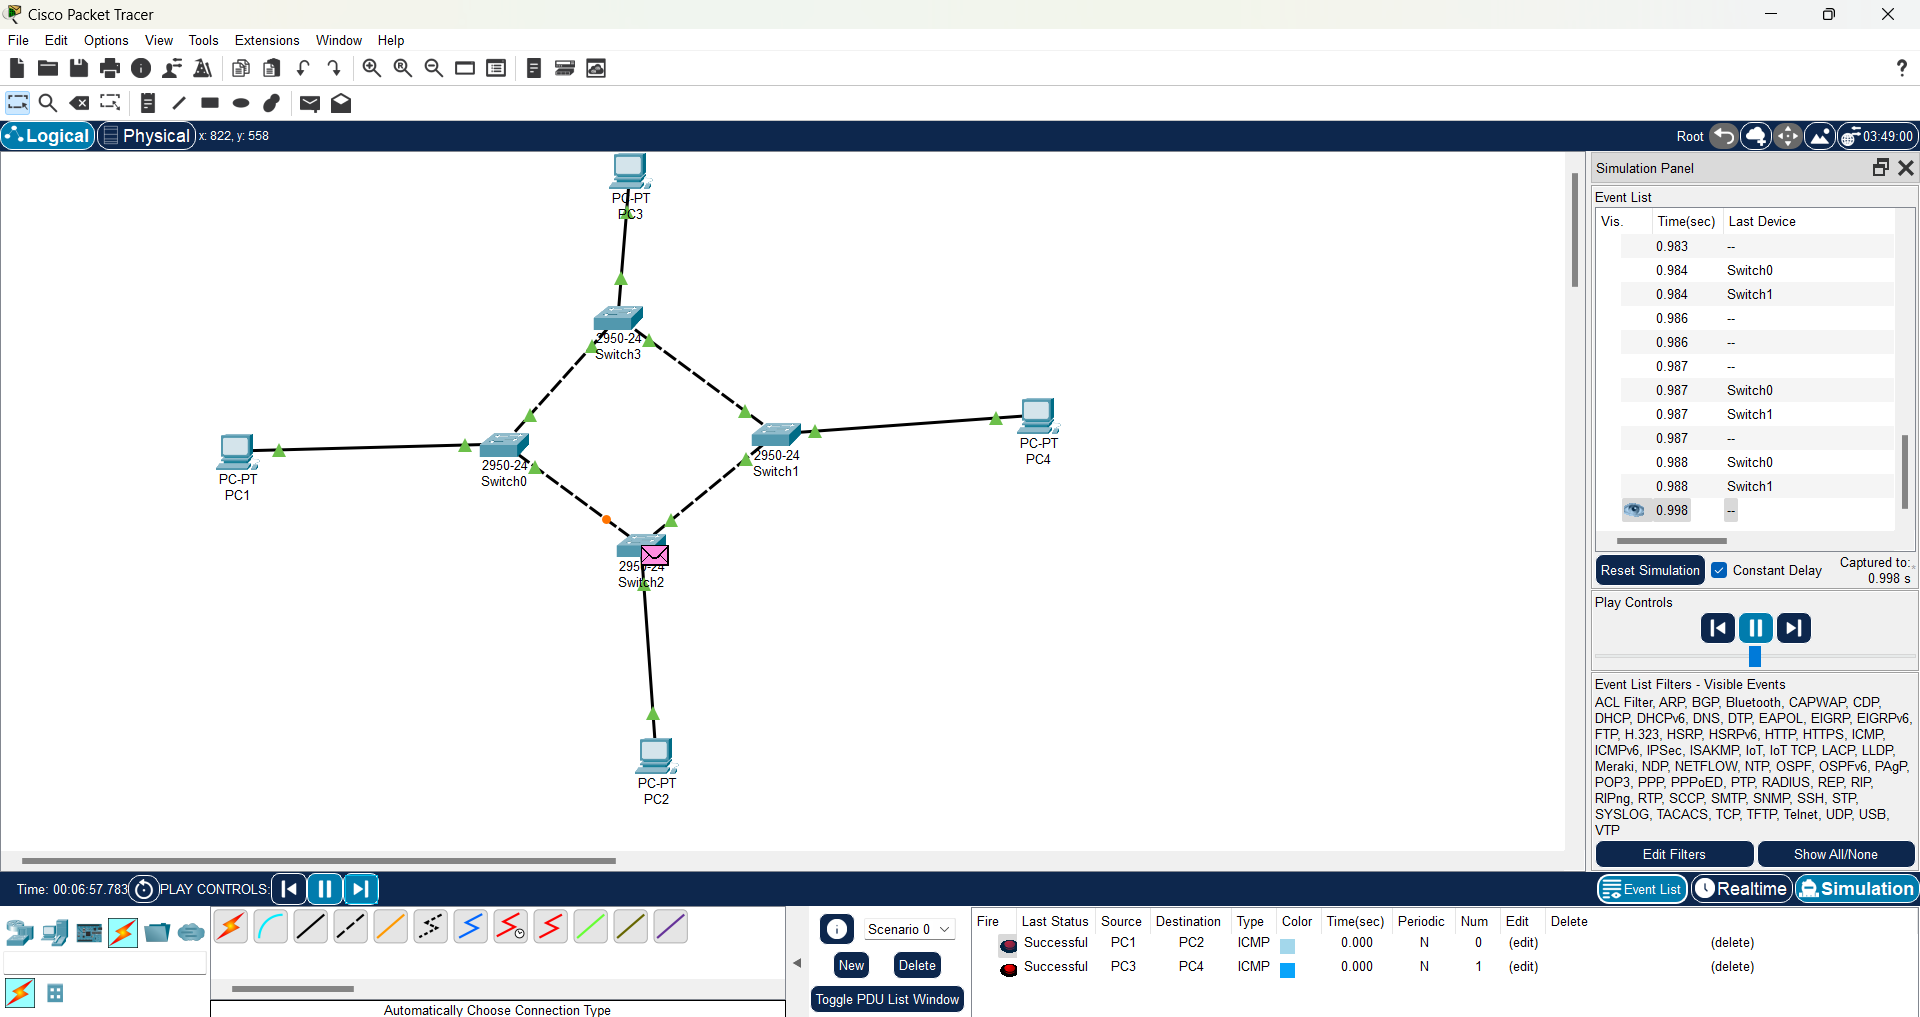 Cisco Packet Tracer
File Edit Options View Tools Extensions Window Help
Logical Physical x: 822, y: 558 Root 03:49:00
PC-PT
PC3
2950-24
Switch3
PC-PT
PC1
2950-24
Switch0
2950-24
Switch1
PC-PT
PC4
2950-24
Switch2
PC-PT
PC2
Simulation Panel
Event List
Vis. Time(sec) Last Device
0.983 --
0.984 Switch0
0.984 Switch1
0.986 --
0.986 --
0.987 --
0.987 Switch0
0.987 Switch1
0.987 --
0.988 Switch0
0.988 Switch1
0.998 --
Reset Simulation Constant Delay Captured to:
0.998 s
Play Controls
Event List Filters - Visible Events
ACL Filter, ARP, BGP, Bluetooth, CAPWAP, CDP,
DHCP, DHCPv6, DNS, DTP, EAPOL, EIGRP, EIGRPv6,
FTP, H.323, HSRP, HSRPv6, HTTP, HTTPS, ICMP,
ICMPv6, IPSec, ISAKMP, IoT, IoT TCP, LACP, LLDP,
Meraki, NDP, NETFLOW, NTP, OSPF, OSPFv6, PAgP,
POP3, PPP, PPPoED, PTP, RADIUS, REP, RIP,
RIPng, RTP, SCCP, SMTP, SNMP, SSH, STP,
SYSLOG, TACACS, TCP, TFTP, Telnet, UDP, USB,
VTP
Edit Filters Show All/None
Time: 00:06:57.783 PLAY CONTROLS: Event List Realtime Simulation
Scenario 0
New Delete
Toggle PDU List Window
Automatically Choose Connection Type
Fire Last Status Source Destination Type Color Time(sec) Periodic Num Edit Delete
Successful PC1 PC2 ICMP 0.000 N 0 (edit) (delete)
Successful PC3 PC4 ICMP 0.000 N 1 (edit) (delete)